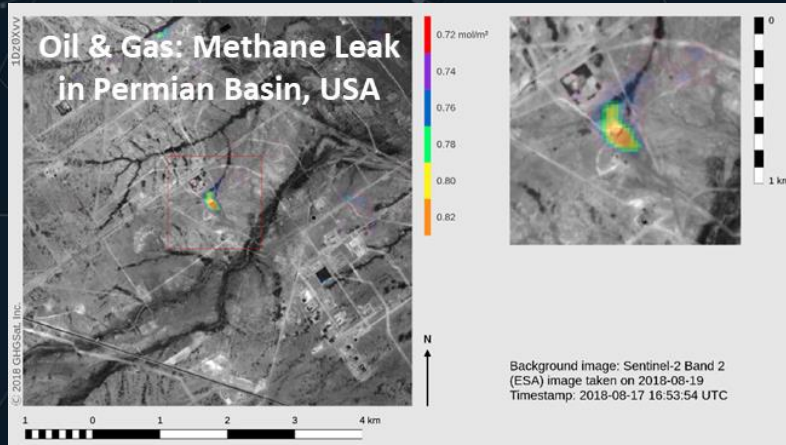 1Dz0Xvv
Oil & Gas: Methane Leak
in Permian Basin, USA
© 2018 GHGSat, Inc.
0.72 mol/m²
0.74
0.76
0.78
0.80
0.82
N
1 0 1 2 3 4 km
0
1 km
Background image: Sentinel-2 Band 2
(ESA) image taken on 2018-08-19
Timestamp: 2018-08-17 16:53:54 UTC